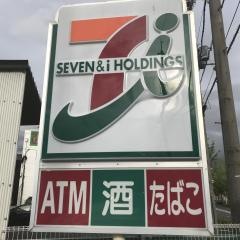 SEVEN & i HOLDINGS
ATM 酒 たばこ